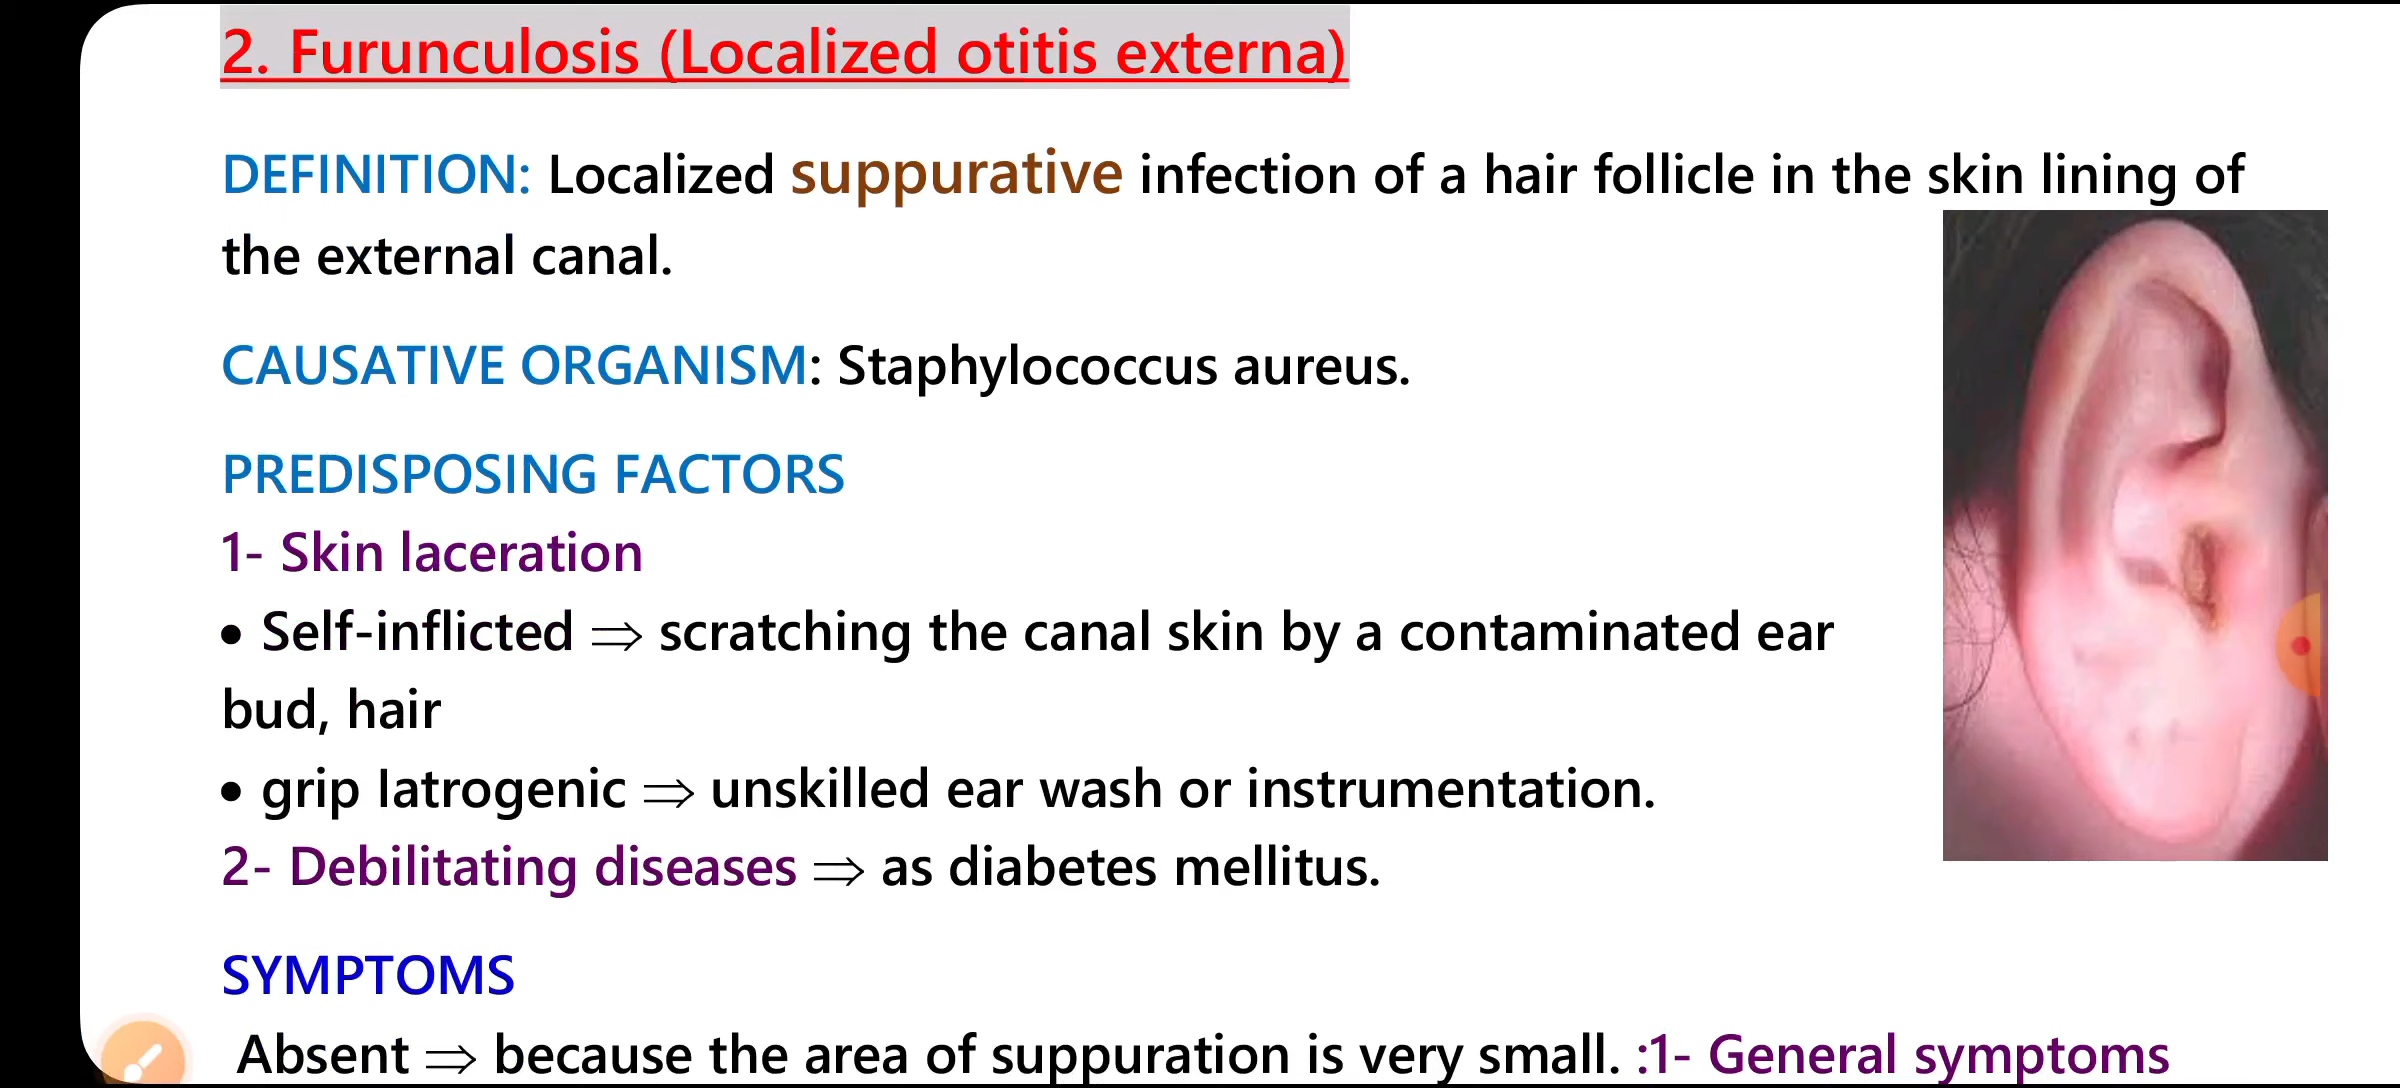 2. Furunculosis (Localized otitis externa)
DEFINITION: Localized suppurative infection of a hair follicle in the skin lining of
the external canal.
CAUSATIVE ORGANISM: Staphylococcus aureus.
PREDISPOSING FACTORS
1- Skin laceration
• Self-inflicted ⇒ scratching the canal skin by a contaminated ear
bud, hair
• grip Iatrogenic ⇒ unskilled ear wash or instrumentation.
2- Debilitating diseases ⇒ as diabetes mellitus.
SYMPTOMS
Absent ⇒ because the area of suppuration is very small. :1- General symptoms